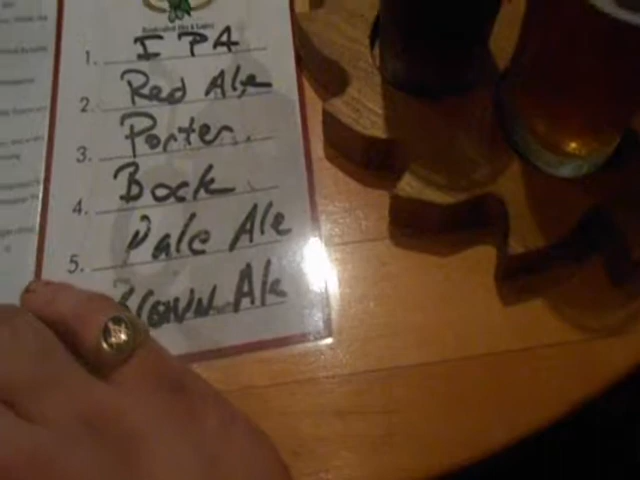 1. IPA
2. Red Ale
3. Porter
4. Bock
5. Pale Ale
Brown Ale